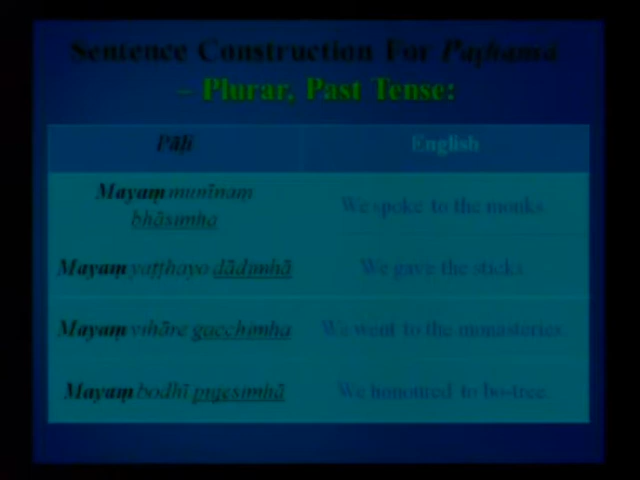 Sentence Construction For Paṭhamā
– Plurar, Past Tense:
Pāḷi English
Mayaṃ munīnaṃ
bhāsimha We spoke to the monks.
Mayaṃ yaṭṭhayo dādimhā We gave the sticks.
Mayaṃ vihāre gacchimha We went to the monasteries.
Mayaṃ bodhī pūjesimhā We honoured to bo-tree.